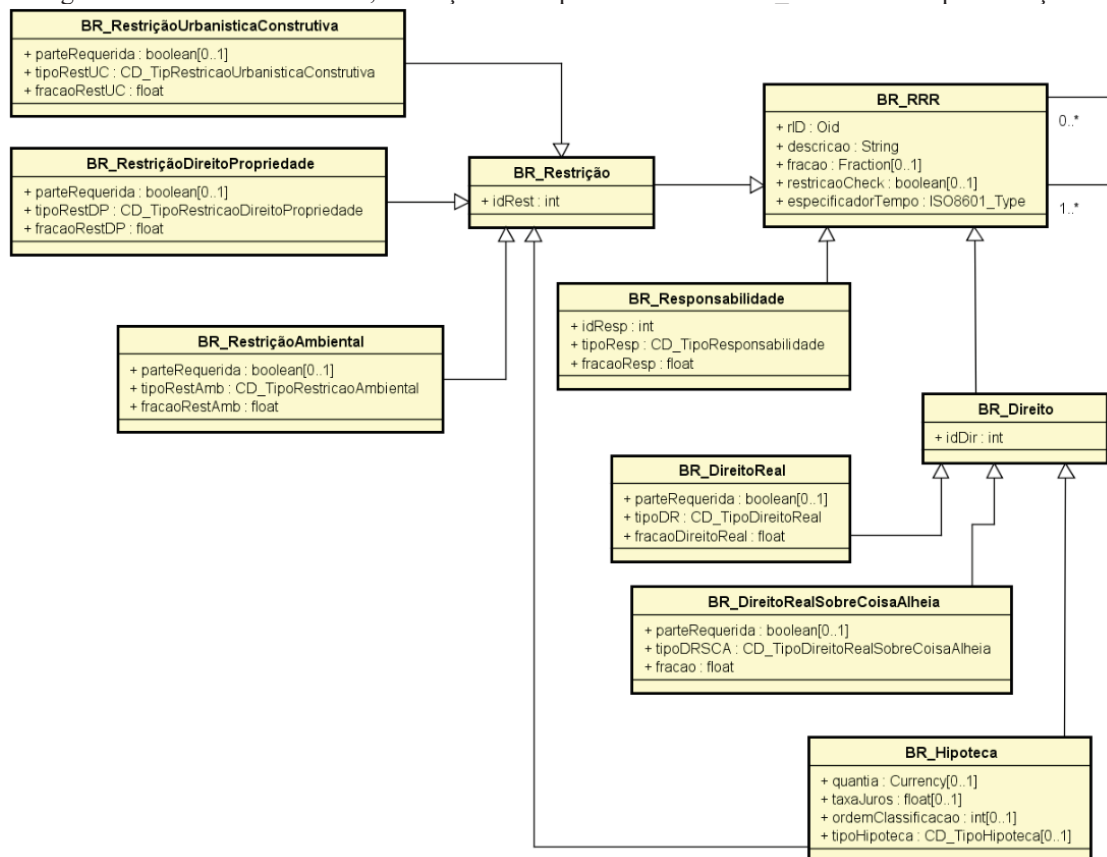 BR_RestriçãoUrbanisticaConstrutiva
+ parteRequerida : boolean[0..1]
+ tipoRestUC : CD_TipRestricaoUrbanisticaConstrutiva
+ fracaoRestUC : float
BR_RRR
+ rID : Oid
+ descricao : String
+ fracao : Fraction[0..1]
+ restricaoCheck : boolean[0..1]
+ especificadorTempo : ISO8601_Type
0..*
1..*
BR_RestriçãoDireitoPropriedade
+ parteRequerida : boolean[0..1]
+ tipoRestDP : CD_TipoRestricaoDireitoPropriedade
+ fracaoRestDP : float
BR_Restrição
+ idRest : int
BR_Responsabilidade
+ idResp : int
+ tipoResp : CD_TipoResponsabilidade
+ fracaoResp : float
BR_RestriçãoAmbiental
+ parteRequerida : boolean[0..1]
+ tipoRestAmb : CD_TipoRestricaoAmbiental
+ fracaoRestAmb : float
BR_Direito
+ idDir : int
BR_DireitoReal
+ parteRequerida : boolean[0..1]
+ tipoDR : CD_TipoDireitoReal
+ fracaoDireitoReal : float
BR_DireitoRealSobreCoisaAlheia
+ parteRequerida : boolean[0..1]
+ tipoDRSCA : CD_TipoDireitoRealSobreCoisaAlheia
+ fracao : float
BR_Hipoteca
+ quantia : Currency[0..1]
+ taxaJuros : float[0..1]
+ ordemClassificacao : int[0..1]
+ tipoHipoteca : CD_TipoHipoteca[0..1]